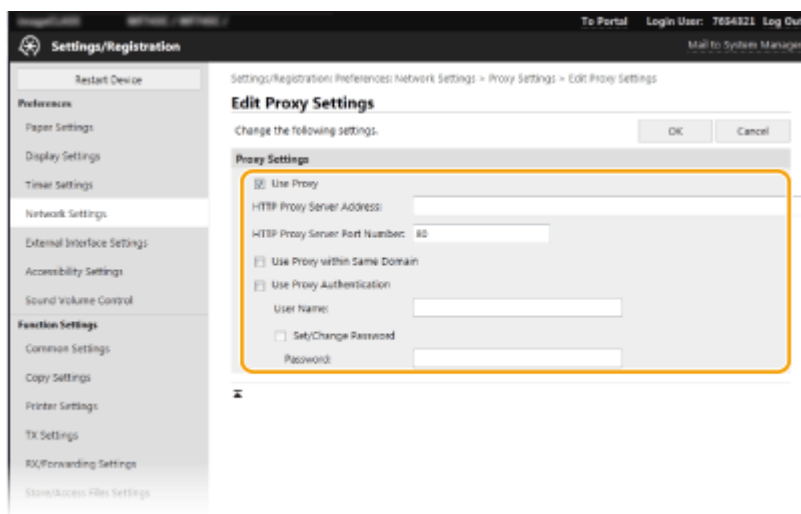 To Portal Login User: 7654321 Log Out
Settings/Registration
Mail to System Manager
Restart Device
Preferences
Paper Settings
Display Settings
Timer Settings
Network Settings
External Interface Settings
Accessibility Settings
Sound Volume Control
Function Settings
Common Settings
Copy Settings
Printer Settings
TX Settings
RX/Forwarding Settings
Store/Access Files Settings
Settings/Registration: Preferences: Network Settings > Proxy Settings > Edit Proxy Settings
Edit Proxy Settings
Change the following settings.
OK Cancel
Proxy Settings
Use Proxy
HTTP Proxy Server Address:
HTTP Proxy Server Port Number: 80
Use Proxy within Same Domain
Use Proxy Authentication
User Name:
Set/Change Password
Password: